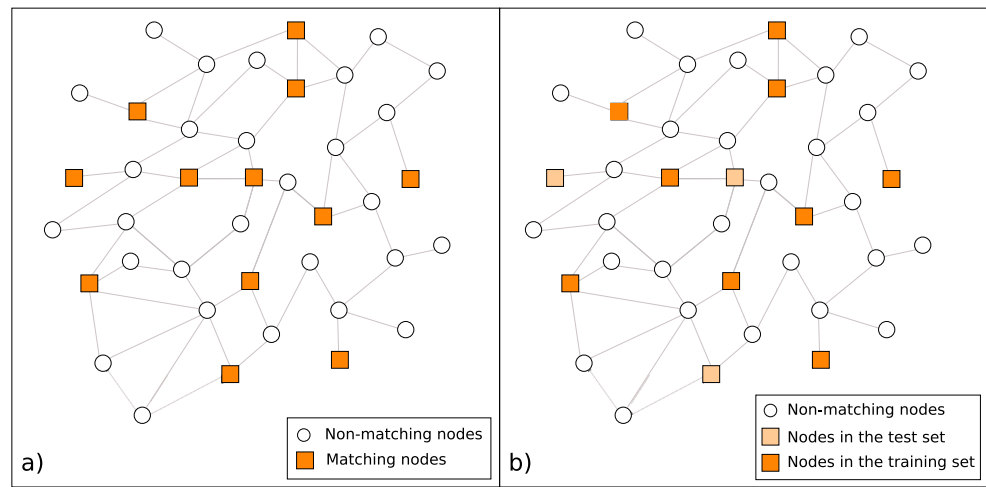 Non-matching nodes
Matching nodes
a)
Non-matching nodes
Nodes in the test set
Nodes in the training set
b)